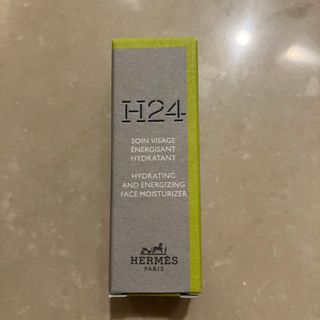 H24
SOIN VISAGE
ÉNERGISANT
HYDRATANT
HYDRATING
AND ENERGIZING
FACE MOISTURIZER
HERMÈS
PARIS